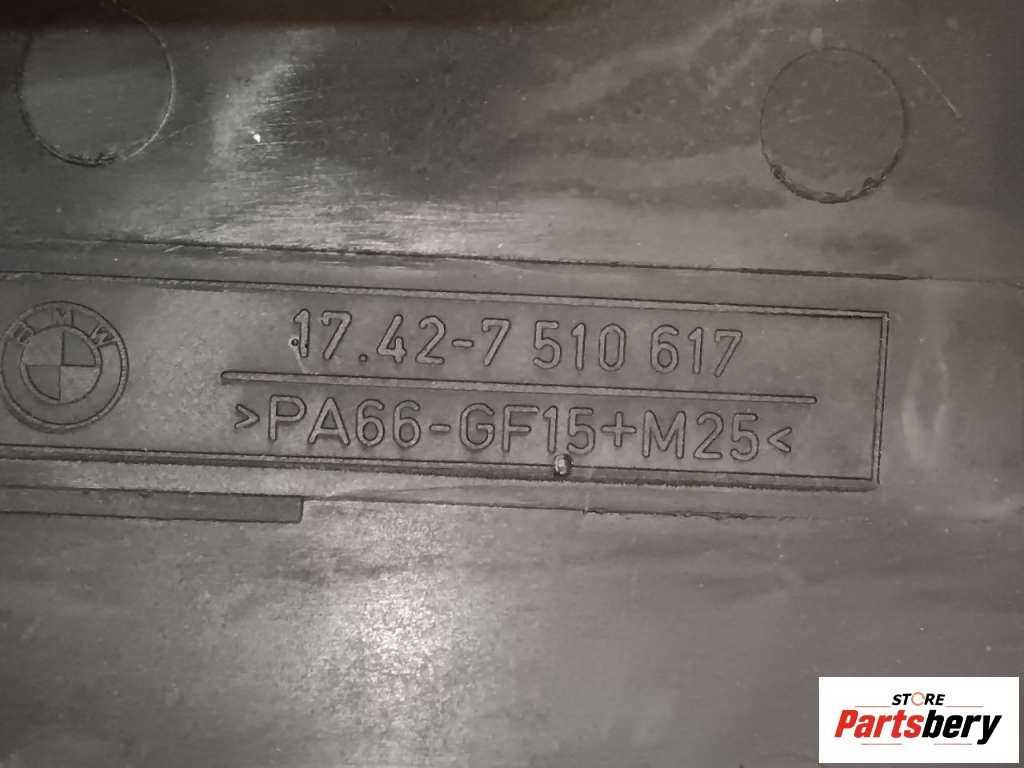 BMW
17.42-7 510 617
>PA66-GF15+M25<
STORE
Partsbery